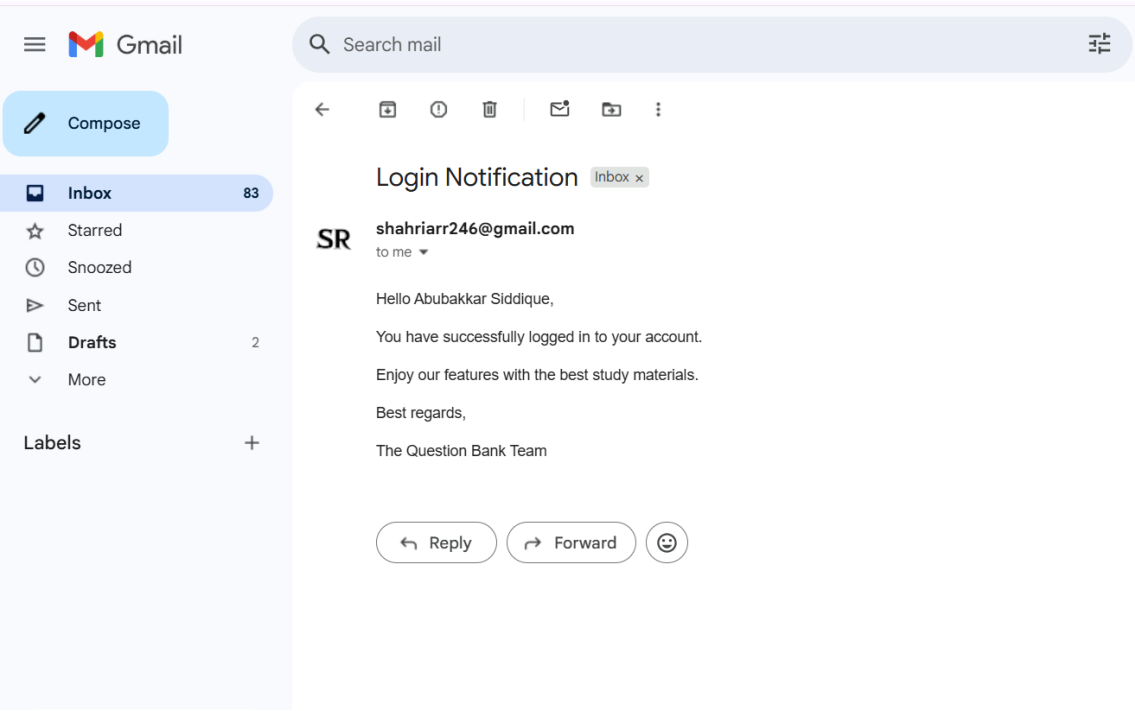 Gmail
Search mail
Compose
Inbox 83
Starred
Snoozed
Sent
Drafts 2
More
Labels
Login Notification Inbox ×
SR
shahriarr246@gmail.com
to me
Hello Abubakkar Siddique,
You have successfully logged in to your account.
Enjoy our features with the best study materials.
Best regards,
The Question Bank Team
Reply Forward